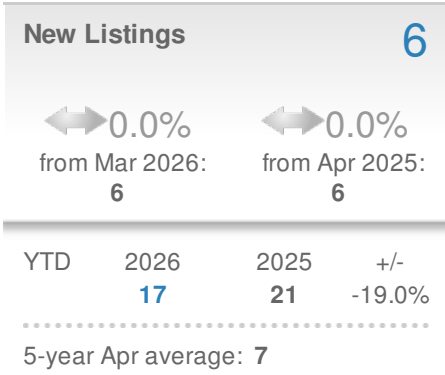 New Listings 6
0.0% 0.0%
from Mar 2026: from Apr 2025:
6 6
YTD 2026 2025 +/-
17 21 -19.0%
5-year Apr average: 7